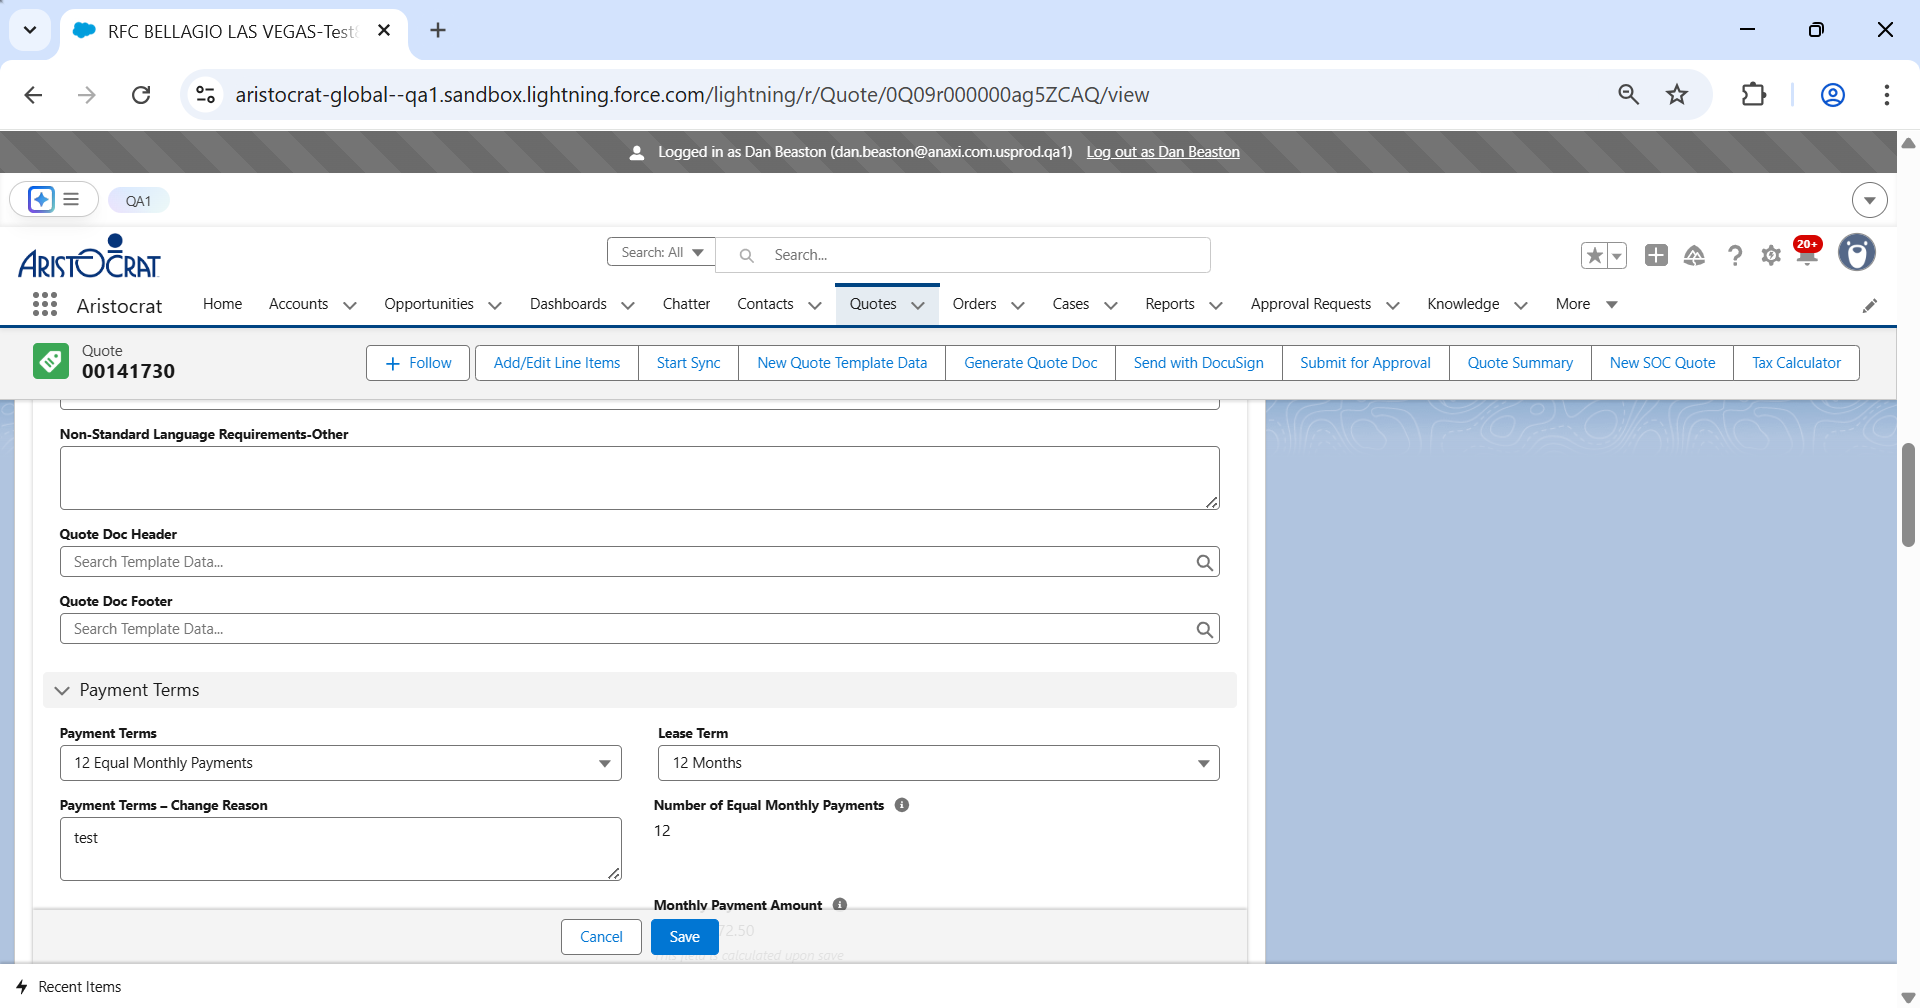 RFC BELLAGIO LAS VEGAS-Test
aristocrat-global--qa1.sandbox.lightning.force.com/lightning/r/Quote/0Q09r000000ag5ZCAQ/view
Logged in as Dan Beaston (dan.beaston@anaxi.com.usprod.qa1) Log out as Dan Beaston
QA1
ARISTOCRAT
Search: All
Search...
20+
Aristocrat
Home
Accounts
Opportunities
Dashboards
Chatter
Contacts
Quotes
Orders
Cases
Reports
Approval Requests
Knowledge
More
Quote
00141730
Follow
Add/Edit Line Items
Start Sync
New Quote Template Data
Generate Quote Doc
Send with DocuSign
Submit for Approval
Quote Summary
New SOC Quote
Tax Calculator
Non-Standard Language Requirements-Other
Quote Doc Header
Search Template Data...
Quote Doc Footer
Search Template Data...
Payment Terms
Payment Terms
12 Equal Monthly Payments
Lease Term
12 Months
Payment Terms – Change Reason
test
Number of Equal Monthly Payments
12
Monthly Payment Amount
72.50
This field is calculated upon save
Cancel
Save
Recent Items